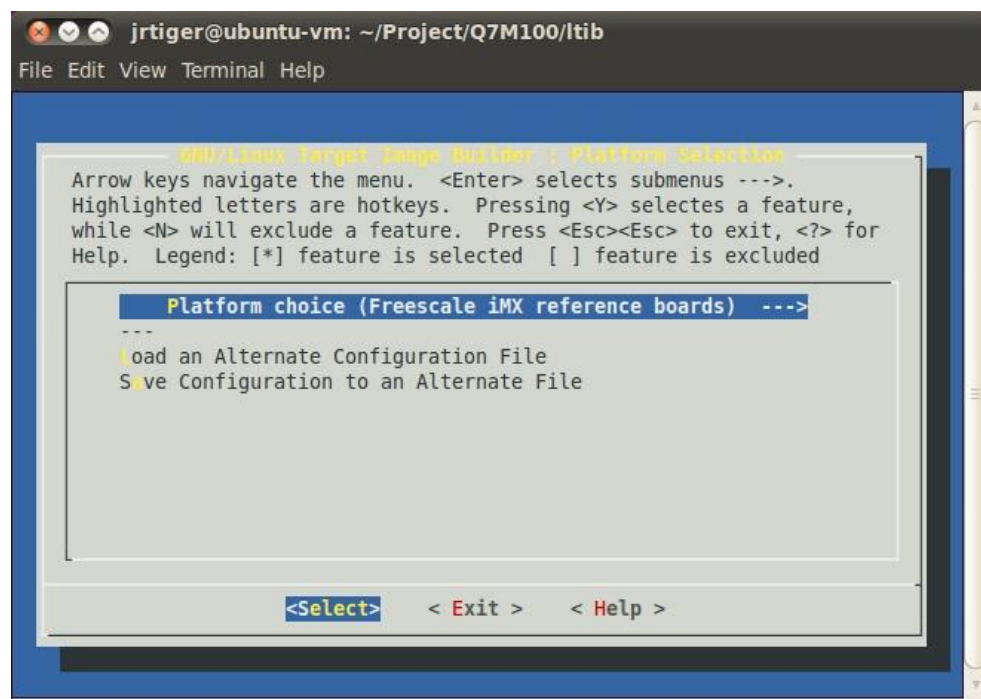 jrtiger@ubuntu-vm: ~/Project/Q7M100/ltib
File Edit View Terminal Help
GNU/Linux Target Image Builder : Platform Selection
Arrow keys navigate the menu. <Enter> selects submenus --->.
Highlighted letters are hotkeys. Pressing <Y> selectes a feature,
while <N> will exclude a feature. Press <Esc><Esc> to exit, <?> for
Help. Legend: [*] feature is selected [ ] feature is excluded
Platform choice (Freescale iMX reference boards) --->
---
Load an Alternate Configuration File
Save Configuration to an Alternate File
<Select> < Exit > < Help >